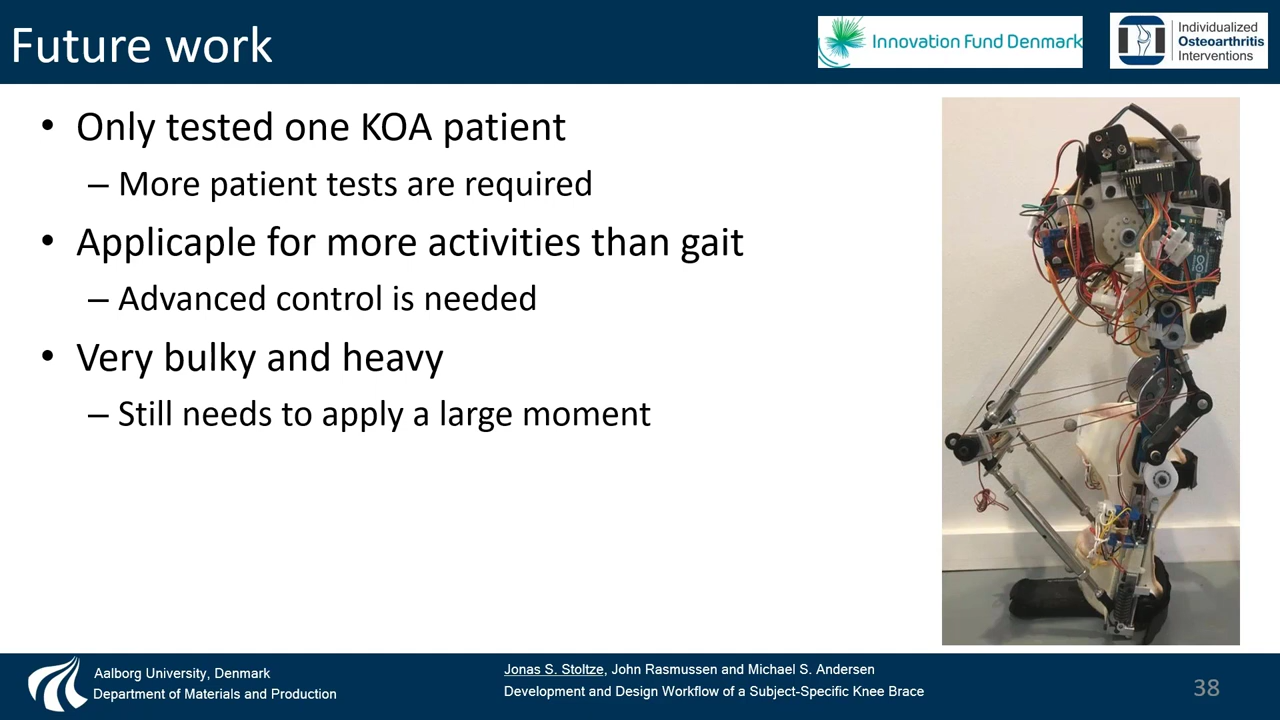 Future work
Innovation Fund Denmark
Individualized
Osteoarthritis
Interventions
• Only tested one KOA patient
– More patient tests are required
• Applicaple for more activities than gait
– Advanced control is needed
• Very bulky and heavy
– Still needs to apply a large moment
Aalborg University, Denmark
Department of Materials and Production
Jonas S. Stoltze, John Rasmussen and Michael S. Andersen
Development and Design Workflow of a Subject-Specific Knee Brace
38